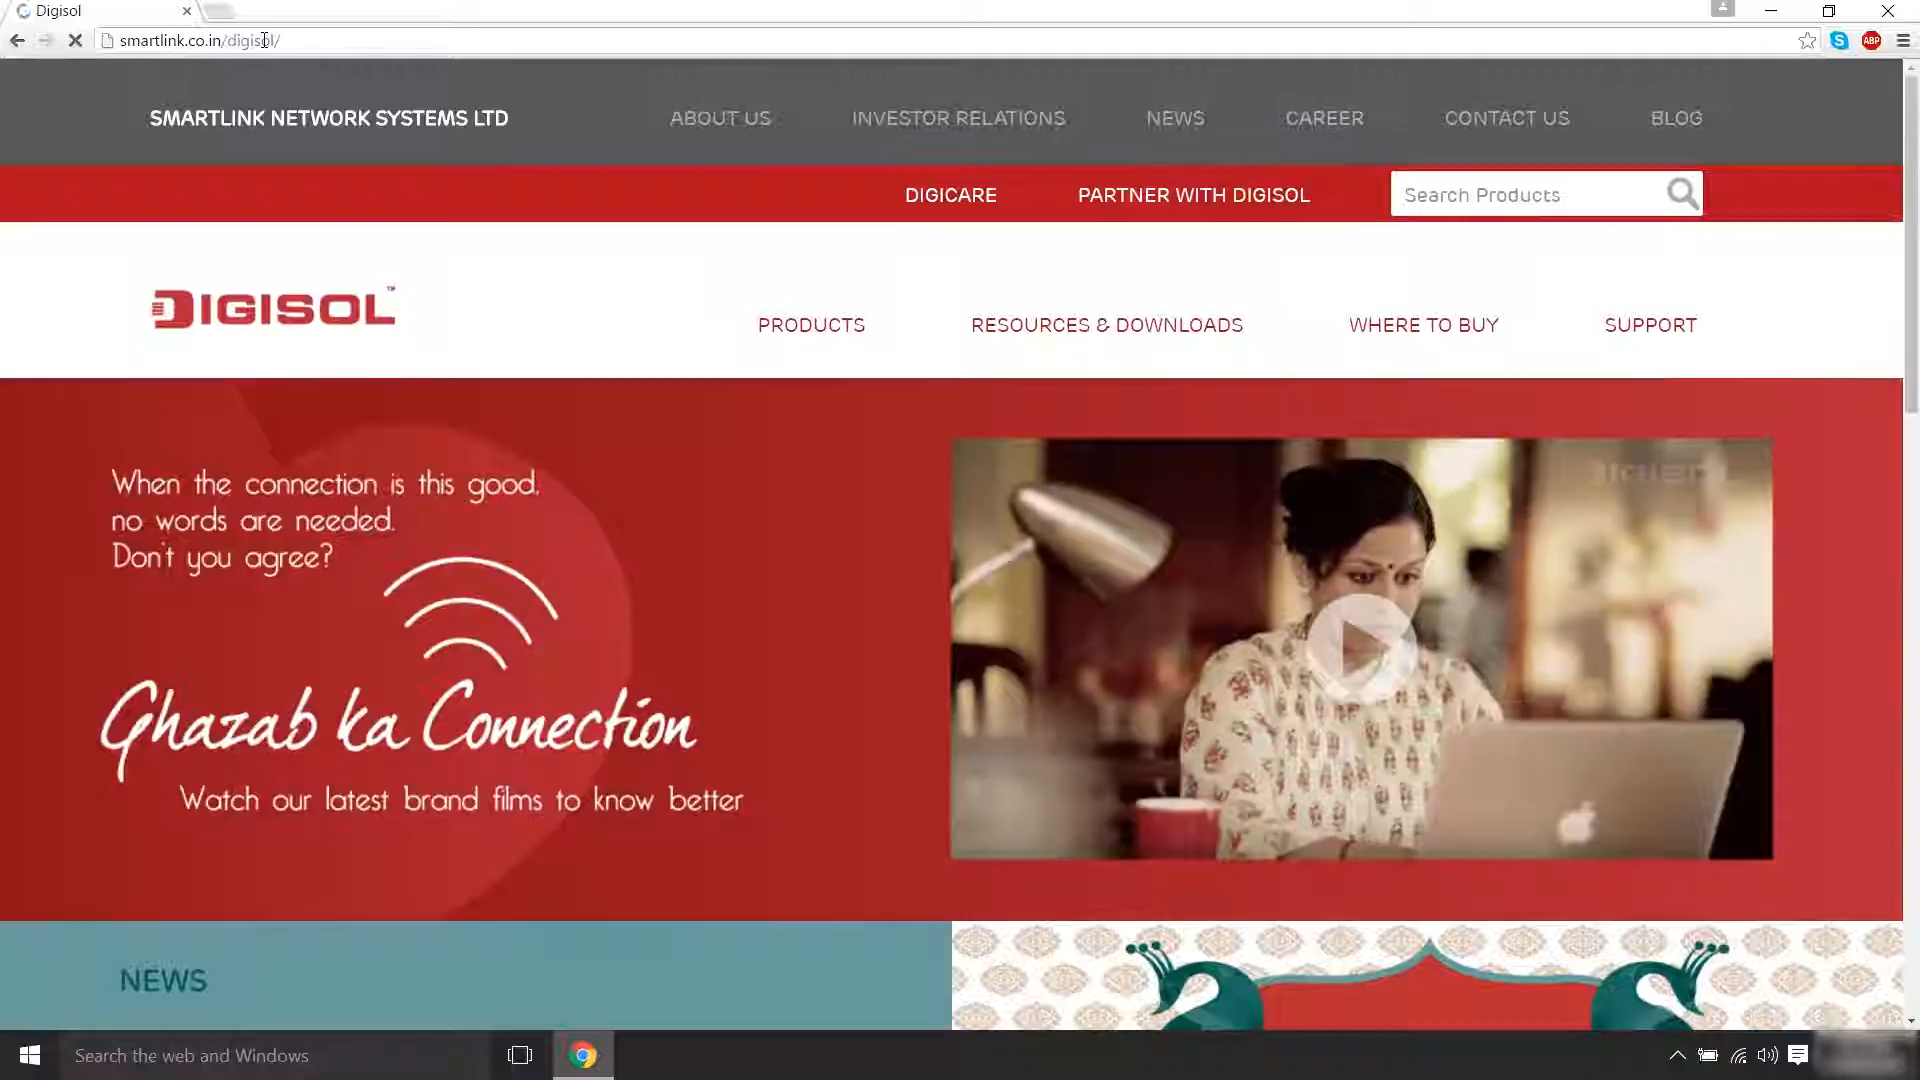 Digisol
smartlink.co.in/digisol/
ABP
SMARTLINK NETWORK SYSTEMS LTD
ABOUT US
INVESTOR RELATIONS
NEWS
CAREER
CONTACT US
BLOG
DIGICARE
PARTNER WITH DIGISOL
Search Products
DIGISOL™
PRODUCTS
RESOURCES & DOWNLOADS
WHERE TO BUY
SUPPORT
When the connection is this good,
no words are needed.
Don't you agree?
Ghazab ka Connection
Watch our latest brand films to know better
NEWS
Search the web and Windows